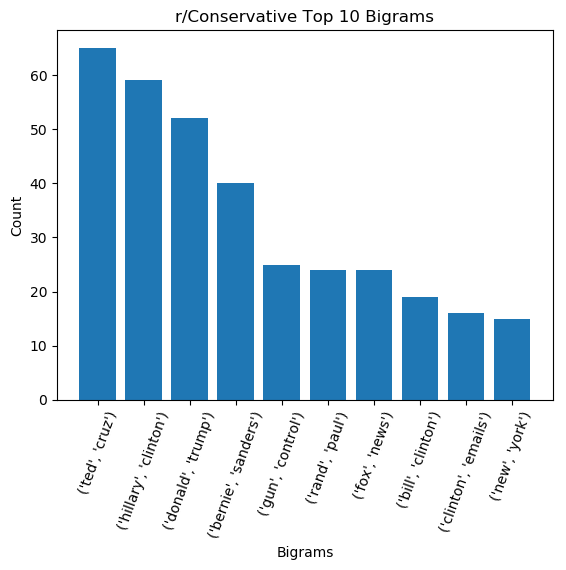 r/Conservative Top 10 Bigrams
60
50
40
30
20
10
0
Count
('ted', 'cruz')
('hillary', 'clinton')
('donald', 'trump')
('bernie', 'sanders')
('gun', 'control')
('rand', 'paul')
('fox', 'news')
('bill', 'clinton')
('clinton', 'emails')
('new', 'york')
Bigrams